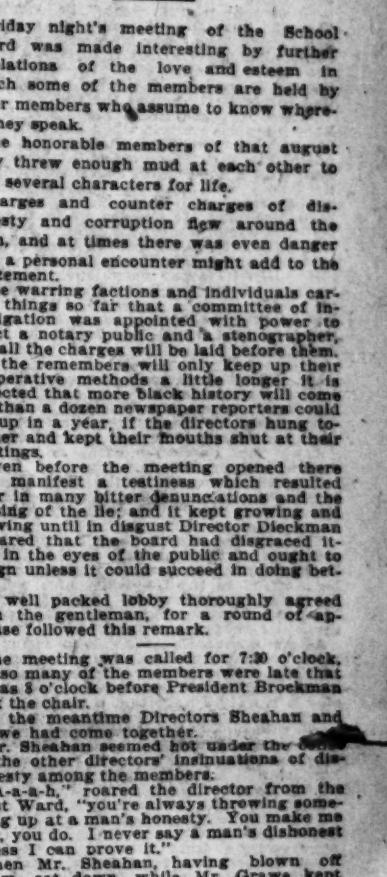 iday night's meeting of the School
rd was made interesting by further
lations of the love and esteem in
ch some of the members are held by
r members who assume to know where-
hey speak.
e honorable members of that august
y threw enough mud at each other to
several characters for life.
arges and counter charges of dis-
sty and corruption flew around the
, and at times there was even danger
a personal encounter might add to the
tement.
e warring factions and individuals car-
things so far that a committee of in-
igation was appointed with power to
ct a notary public and a stenographer,
all the charges will be laid before them.
the remembers will only keep up their
perative methods a little longer it is
cted that more black history will come
than a dozen newspaper reporters could
up in a year, if the directors hung to-
er and kept their mouths shut at their
tings.
en before the meeting opened there
manifest a testiness which resulted
r in many bitter denunciations and the
sing of the lie; and it kept growing and
wing until in disgust Director Dieckman
ared that the board had disgraced it-
in the eyes of the public and ought to
gn unless it could succeed in doing bet-
well packed lobby thoroughly agreed
the gentleman, for a round of ap-
se followed this remark.
e meeting was called for 7:30 o'clock,
so many of the members were late that
as 8 o'clock before President Brockman
the chair.
the meantime Directors Sheahan and
we had come together.
r. Sheahan seemed hot under the
the other directors' insinuations of dis-
esty among the members.
-a-a-h," roared the director from the
t Ward, "you're always throwing some-
g up at a man's honesty. You make me
, you do. I never say a man's dishonest
ss I can prove it."
hen Mr. Sheahan, having blown off
set down, while Mr. Grawe kept